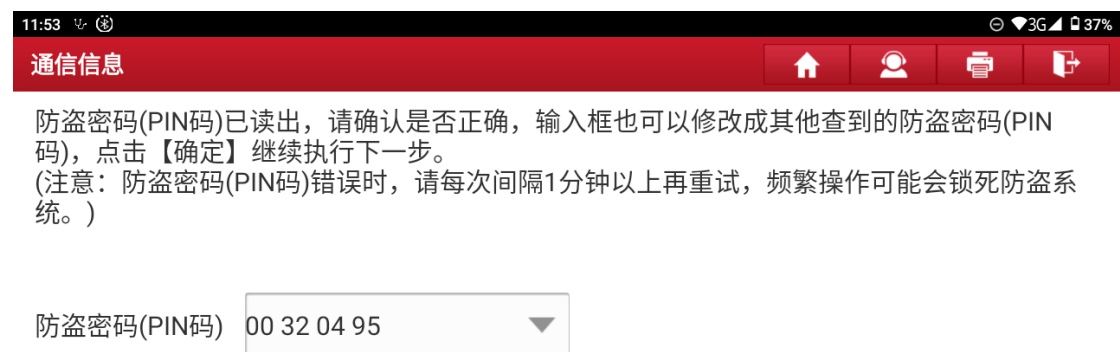 11:53 3G 37%
通信信息
防盗密码(PIN码)已读出，请确认是否正确，输入框也可以修改成其他查到的防盗密码(PIN
码)，点击【确定】继续执行下一步。
(注意：防盗密码(PIN码)错误时，请每次间隔1分钟以上再重试，频繁操作可能会锁死防盗系
统。)
防盗密码(PIN码) 00 32 04 95